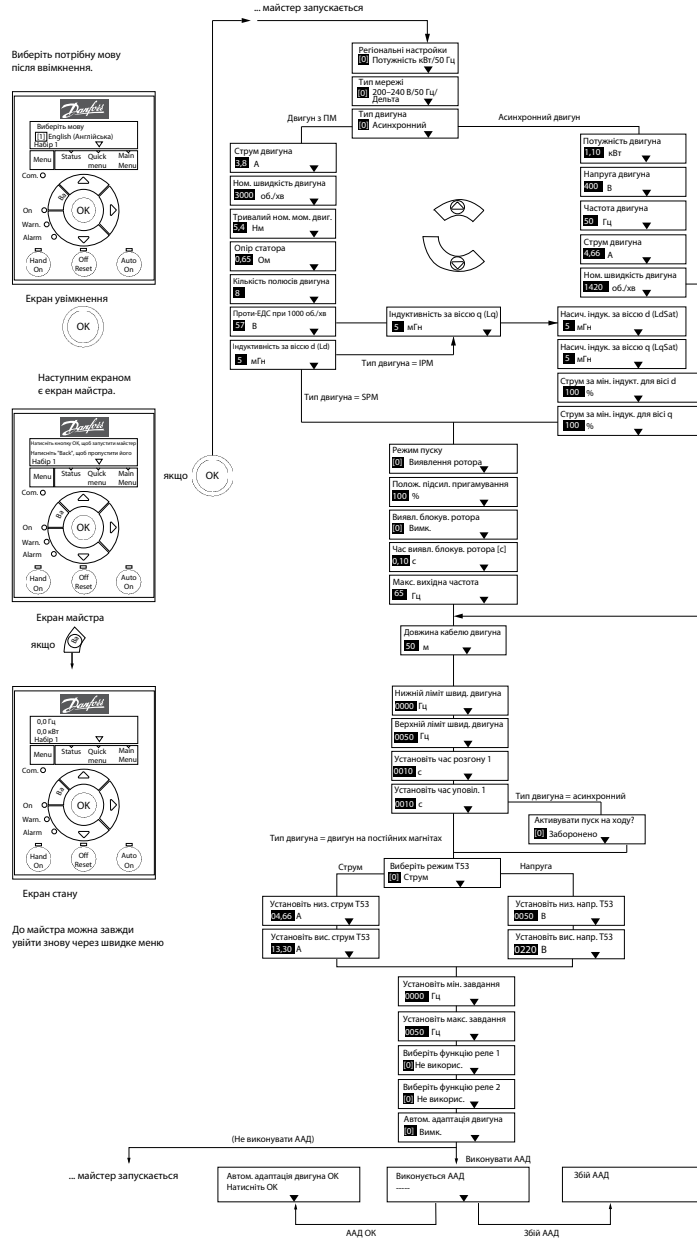 ... майстер запускається
Виберіть потрібну мову
після ввімкнення.
Danfoss
Виберіть мову
[1] English (Англійська)
Набір 1
Menu
Status
Quick
menu
Main
Menu
Com.
Ba
OK
On
Warn.
Alarm
Hand
On
Off
Reset
Auto
On
Екран увімкнення
OK
Наступним екраном
є екран майстра.
Danfoss
Натисніть кнопку OK, щоб запустити майстер
Натисніть "Back", щоб пропустити його
Набір 1
Menu
Status
Quick
menu
Main
Menu
Com.
Ba
OK
On
Warn.
Alarm
Hand
On
Off
Reset
Auto
On
якщо
OK
Екран майстра
якщо
Ba
Danfoss
0,0 Гц
0,0 кВт
Набір 1
Menu
Status
Quick
menu
Main
Menu
Com.
Ba
OK
On
Warn.
Alarm
Hand
On
Off
Reset
Auto
On
Екран стану
До майстра можна завжди
увійти знову через швидке меню
Регіональні настройки
[0] Потужність кВт/50 Гц
Тип мережі
[0] 200–240 В/50 Гц/
Дельта
Тип двигуна
[0] Асинхронний
Двигун з ПМ
Асинхронний двигун
Струм двигуна
3,8 А
Ном. швидкість двигуна
3000 об./хв
Тривалий ном. мом. двиг.
5,4 Нм
Опір статора
0,65 Ом
Кількість полюсів двигуна
8
Проти-ЕДС при 1000 об./хв
57 В
Індуктивність за віссю d (Ld)
5 мГн
Потужність двигуна
1,10 кВт
Напруга двигуна
400 В
Частота двигуна
50 Гц
Струм двигуна
4,66 А
Ном. швидкість двигуна
1420 об./хв
Індуктивність за віссю q (Lq)
5 мГн
Насич. індук. за віссю d (LdSat)
5 мГн
Насич. індук. за віссю q (LqSat)
5 мГн
Струм за мін. індукт. для вісі d
100 %
Струм за мін. індук. для вісі q
100 %
Тип двигуна = IPM
Тип двигуна = SPM
Режим пуску
[0] Виявлення ротора
Полож. підсил. пригамування
100 %
Виявл. блокув. ротора
[0] Вимк.
Час виявл. блокув. ротора [с]
0,10 с
Макс. вихідна частота
65 Гц
Довжина кабелю двигуна
50 м
Нижній ліміт швид. двигуна
0000 Гц
Верхній ліміт швид. двигуна
0050 Гц
Установіть час розгону 1
0010 с
Установіть час уповіл. 1
0010 с
Тип двигуна = асинхронний
Активувати пуск на ходу?
[0] Заборонено
Тип двигуна = двигун на постійних магнітах
Струм
Виберіть режим T53
[0] Струм
Напруга
Установіть низ. струм T53
04,66 А
Установіть вис. струм T53
13,30 А
Установіть низ. напр. T53
0050 В
Установіть вис. напр. T53
0220 В
Установіть мін. завдання
0000 Гц
Установіть макс. завдання
0050 Гц
Виберіть функцію реле 1
[0] Не викорис.
Виберіть функцію реле 2
[0] Не викорис.
Автом. адаптація двигуна
[0] Вимк.
(Не виконувати ААД)
Виконувати ААД
... майстер запускається
Автом. адаптація двигуна OK
Натисніть OK
Виконується ААД
-----
Збій ААД
ААД OK
Збій ААД